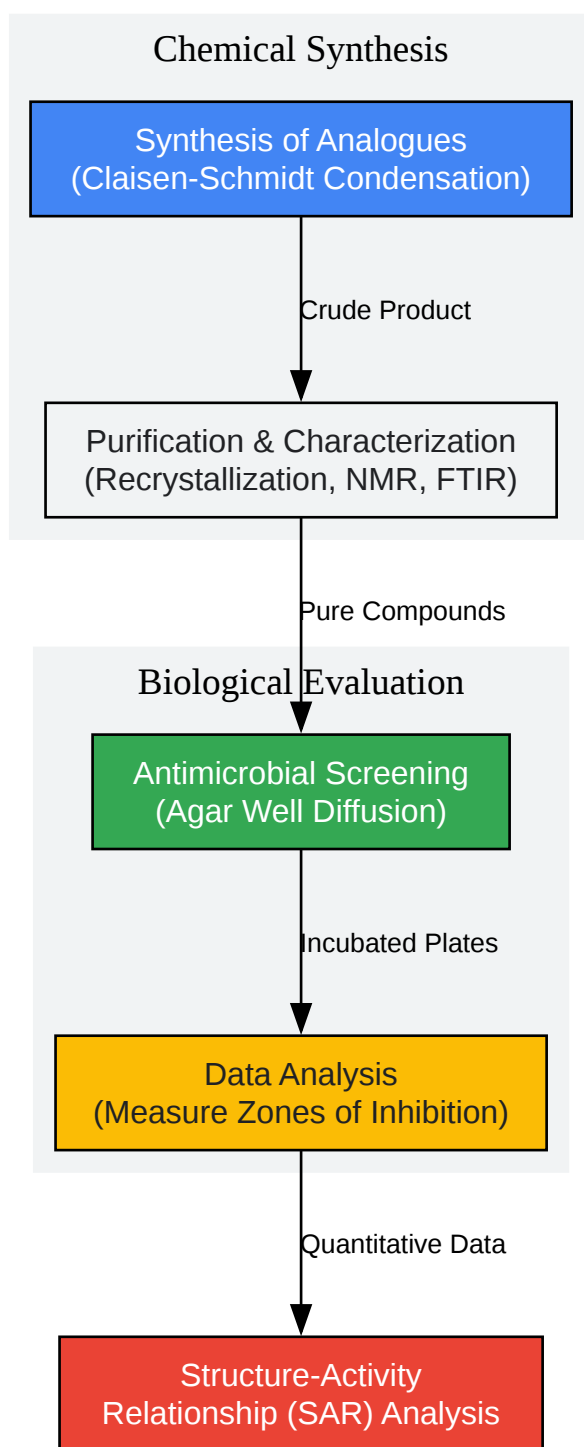 Chemical Synthesis
Synthesis of Analogues
(Claisen-Schmidt Condensation)
Crude Product
Purification & Characterization
(Recrystallization, NMR, FTIR)
Pure Compounds
Biological Evaluation
Antimicrobial Screening
(Agar Well Diffusion)
Incubated Plates
Data Analysis
(Measure Zones of Inhibition)
Quantitative Data
Structure-Activity
Relationship (SAR) Analysis